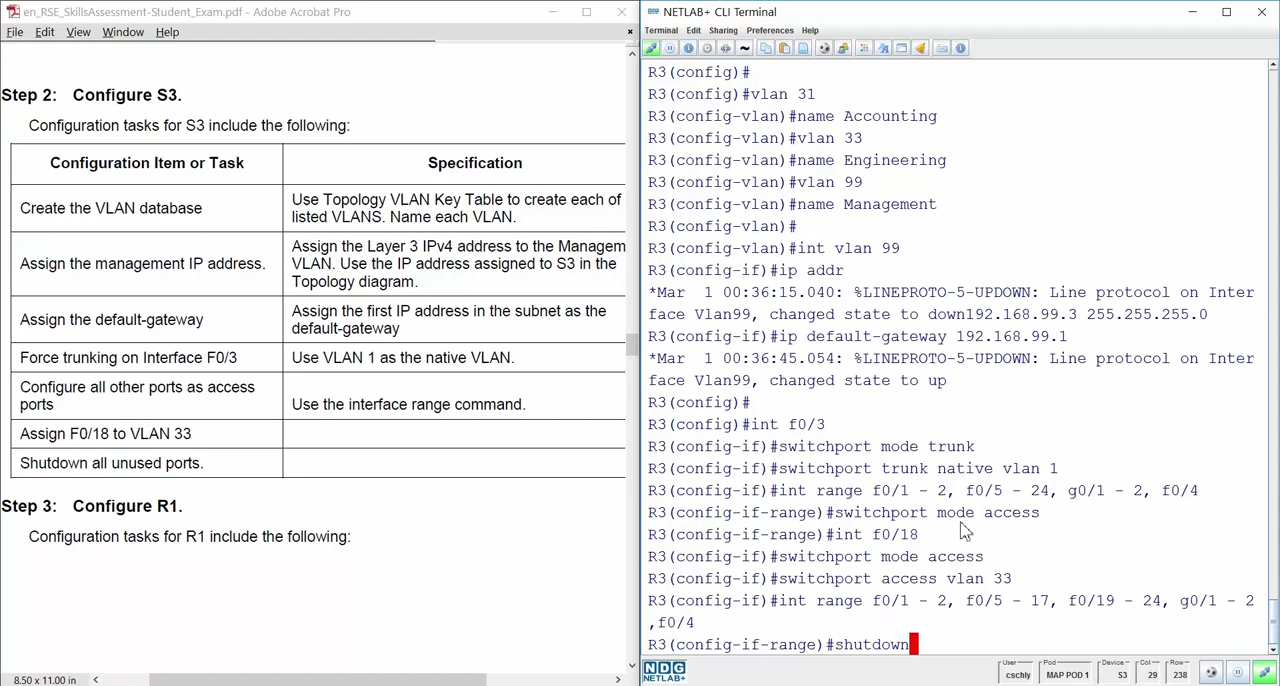 en_RSE_SkillsAssessment-Student_Exam.pdf - Adobe Acrobat Pro
File Edit View Window Help
Step 2: Configure S3.
Configuration tasks for S3 include the following:
Configuration Item or Task Specification
Create the VLAN database
Use Topology VLAN Key Table to create each of
listed VLANS. Name each VLAN.
Assign the management IP address.
Assign the Layer 3 IPv4 address to the Managem
VLAN. Use the IP address assigned to S3 in the
Topology diagram.
Assign the default-gateway
Assign the first IP address in the subnet as the
default-gateway
Force trunking on Interface F0/3 Use VLAN 1 as the native VLAN.
Configure all other ports as access
ports
Use the interface range command.
Assign F0/18 to VLAN 33
Shutdown all unused ports.
Step 3: Configure R1.
Configuration tasks for R1 include the following:
8.50 x 11.00 in
NETLAB+ CLI Terminal
Terminal Edit Sharing Preferences Help
R3(config)#
R3(config)#vlan 31
R3(config-vlan)#name Accounting
R3(config-vlan)#vlan 33
R3(config-vlan)#name Engineering
R3(config-vlan)#vlan 99
R3(config-vlan)#name Management
R3(config-vlan)#
R3(config-vlan)#int vlan 99
R3(config-if)#ip addr
*Mar  1 00:36:15.040: %LINEPROTO-5-UPDOWN: Line protocol on Inter
face Vlan99, changed state to down192.168.99.3 255.255.255.0
R3(config-if)#ip default-gateway 192.168.99.1
*Mar  1 00:36:45.054: %LINEPROTO-5-UPDOWN: Line protocol on Inter
face Vlan99, changed state to up
R3(config)#
R3(config)#int f0/3
R3(config-if)#switchport mode trunk
R3(config-if)#switchport trunk native vlan 1
R3(config-if)#int range f0/1 - 2, f0/5 - 24, g0/1 - 2, f0/4
R3(config-if-range)#switchport mode access
R3(config-if-range)#int f0/18
R3(config-if)#switchport mode access
R3(config-if)#switchport access vlan 33
R3(config-if)#int range f0/1 - 2, f0/5 - 17, f0/19 - 24, g0/1 - 2
,f0/4
R3(config-if-range)#shutdown
NDG
NETLAB+
User
cschly
Pod
MAP POD 1
Device
S3
Col
29
Row
238